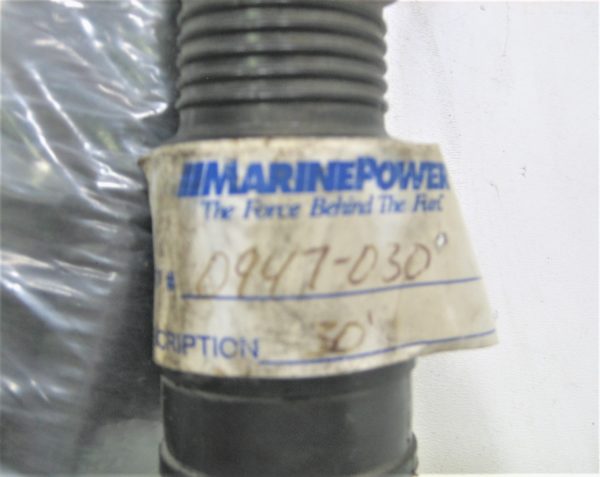 MARINEPOWER
The Force Behind The Fun!
#. 0947-030°
CRIPTION 30'